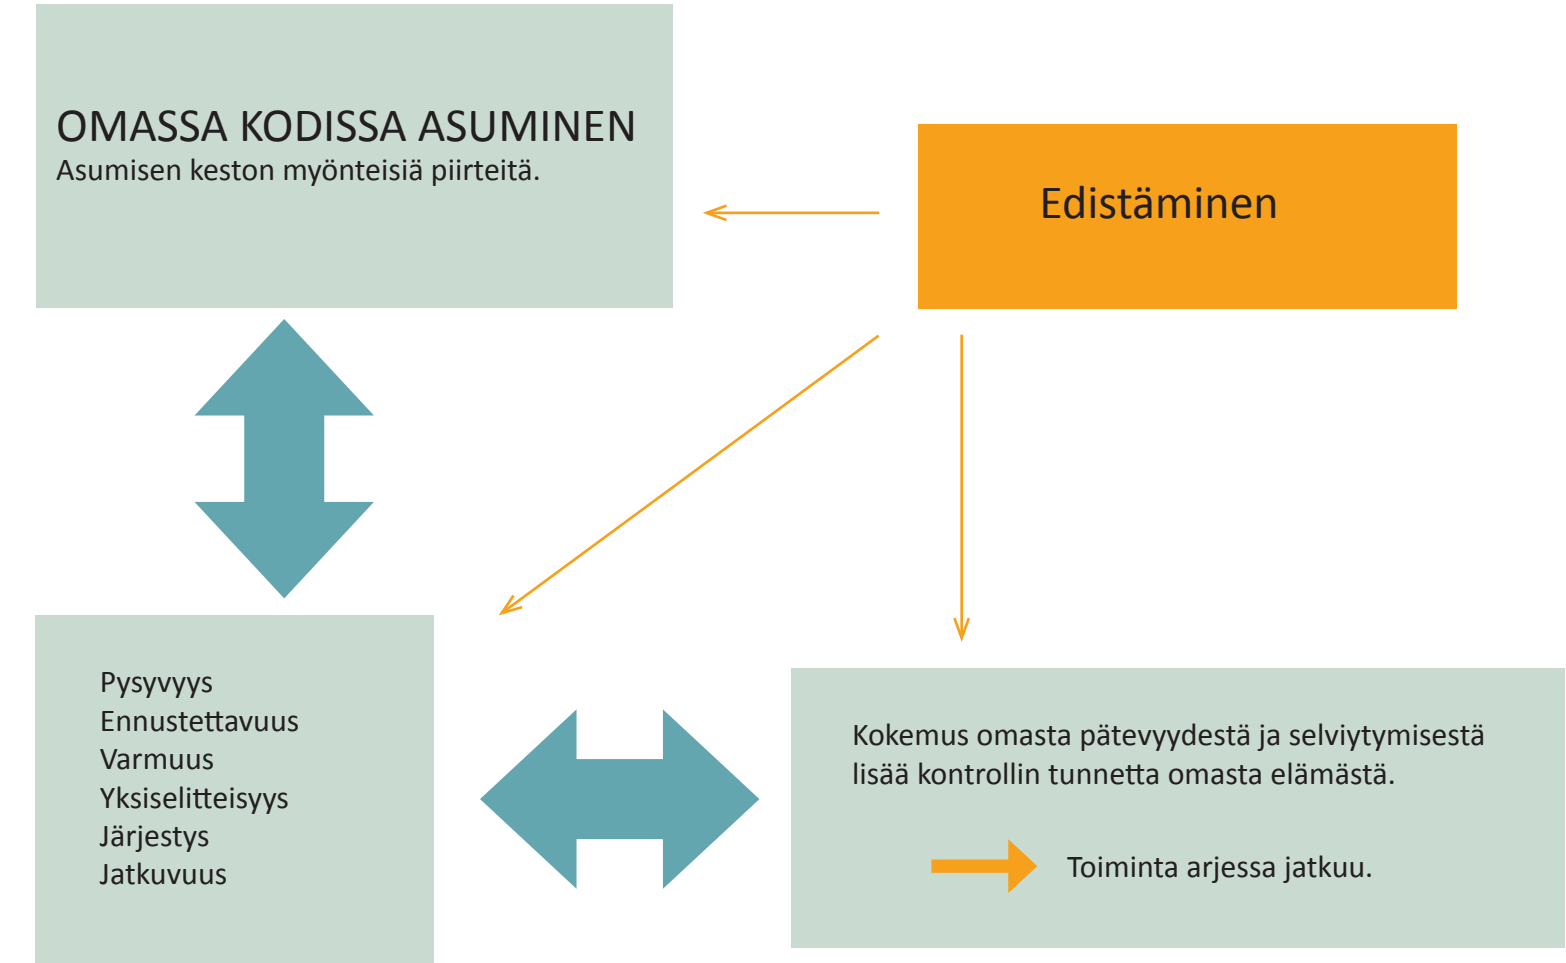 OMASSA KODISSA ASUMINEN
Asumisen keston myönteisiä piirteitä.
Edistäminen
Pysyvyys
Ennustettavuus
Varmuus
Yksiselitteisyys
Järjestys
Jatkuvuus
Kokemus omasta pätevyydestä ja selviytymisestä
lisää kontrollin tunnetta omasta elämästä.
Toiminta arjessa jatkuu.